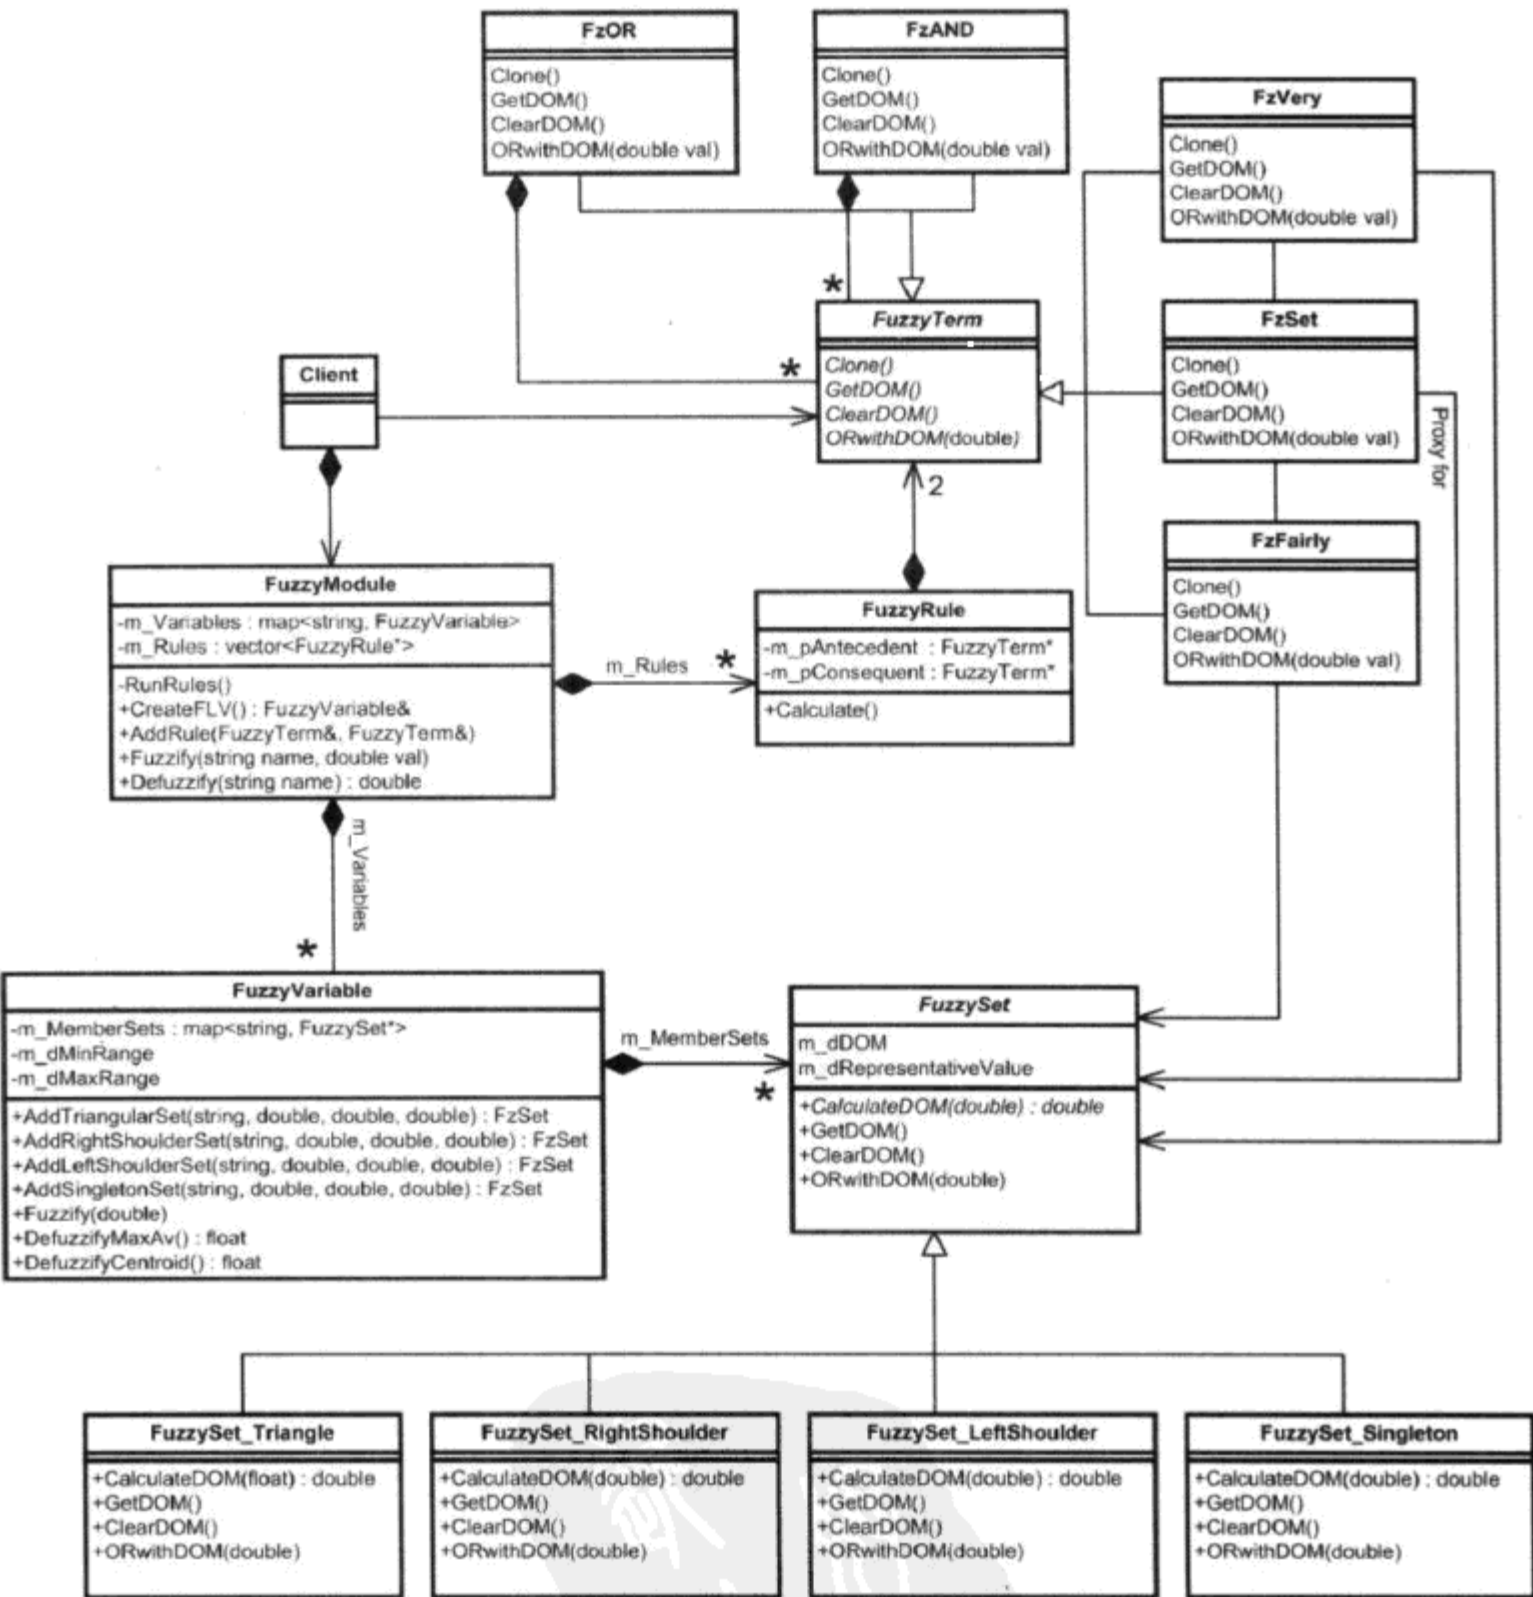 FzOR
Clone()
GetDOM()
ClearDOM()
ORwithDOM(double val)
FzAND
Clone()
GetDOM()
ClearDOM()
ORwithDOM(double val)
FzVery
Clone()
GetDOM()
ClearDOM()
ORwithDOM(double val)
*
FuzzyTerm
Clone()
GetDOM()
ClearDOM()
ORwithDOM(double)
*
2
FzSet
Clone()
GetDOM()
ClearDOM()
ORwithDOM(double val)
Proxy for
Client
FzFairly
Clone()
GetDOM()
ClearDOM()
ORwithDOM(double val)
FuzzyModule
-m_Variables : map<string, FuzzyVariable>
-m_Rules : vector<FuzzyRule*>
-RunRules()
+CreateFLV() : FuzzyVariable&
+AddRule(FuzzyTerm&, FuzzyTerm&)
+Fuzzify(string name, double val)
+Defuzzify(string name) : double
m_Rules
*
FuzzyRule
-m_pAntecedent : FuzzyTerm*
-m_pConsequent : FuzzyTerm*
+Calculate()
m_Variables
*
FuzzyVariable
-m_MemberSets : map<string, FuzzySet*>
-m_dMinRange
-m_dMaxRange
+AddTriangularSet(string, double, double, double) : FzSet
+AddRightShoulderSet(string, double, double, double) : FzSet
+AddLeftShoulderSet(string, double, double, double) : FzSet
+AddSingletonSet(string, double, double, double) : FzSet
+Fuzzify(double)
+DefuzzifyMaxAv() : float
+DefuzzifyCentroid() : float
m_MemberSets
*
FuzzySet
m_dDOM
m_dRepresentativeValue
+CalculateDOM(double) : double
+GetDOM()
+ClearDOM()
+ORwithDOM(double)
FuzzySet_Triangle
+CalculateDOM(float) : double
+GetDOM()
+ClearDOM()
+ORwithDOM(double)
FuzzySet_RightShoulder
+CalculateDOM(double) : double
+GetDOM()
+ClearDOM()
+ORwithDOM(double)
FuzzySet_LeftShoulder
+CalculateDOM(double) : double
+GetDOM()
+ClearDOM()
+ORwithDOM(double)
FuzzySet_Singleton
+CalculateDOM(double) : double
+GetDOM()
+ClearDOM()
+ORwithDOM(double)